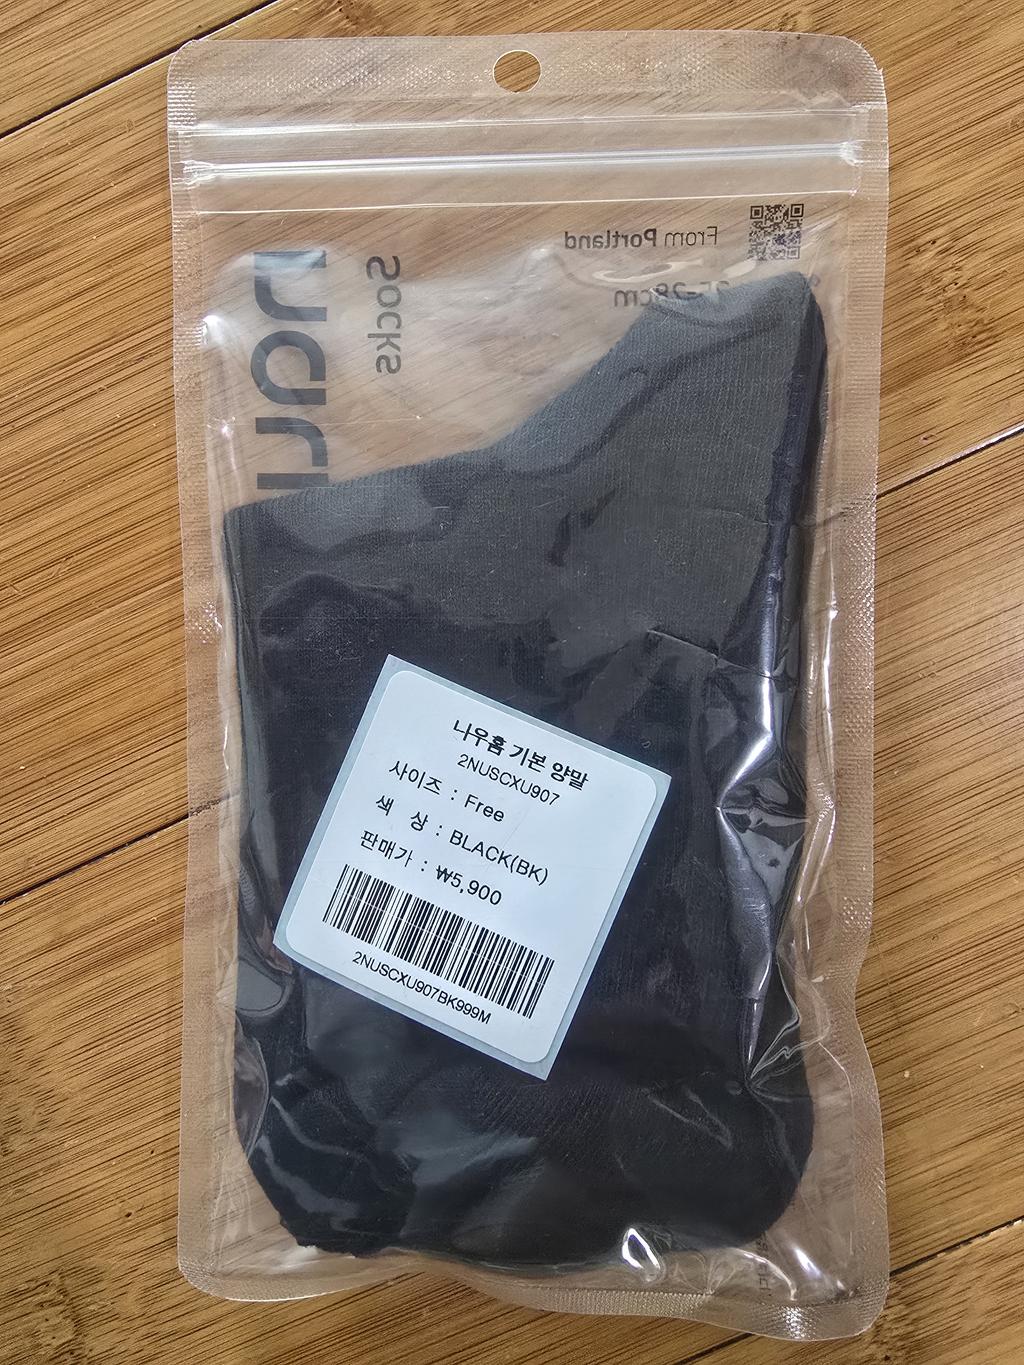 From Portland
Socks
나우홈 기본 양말
2NUSCXU907
사이즈 : Free
색 상 : BLACK(BK)
판매가 : ₩5,900
2NUSCXU907BK999M